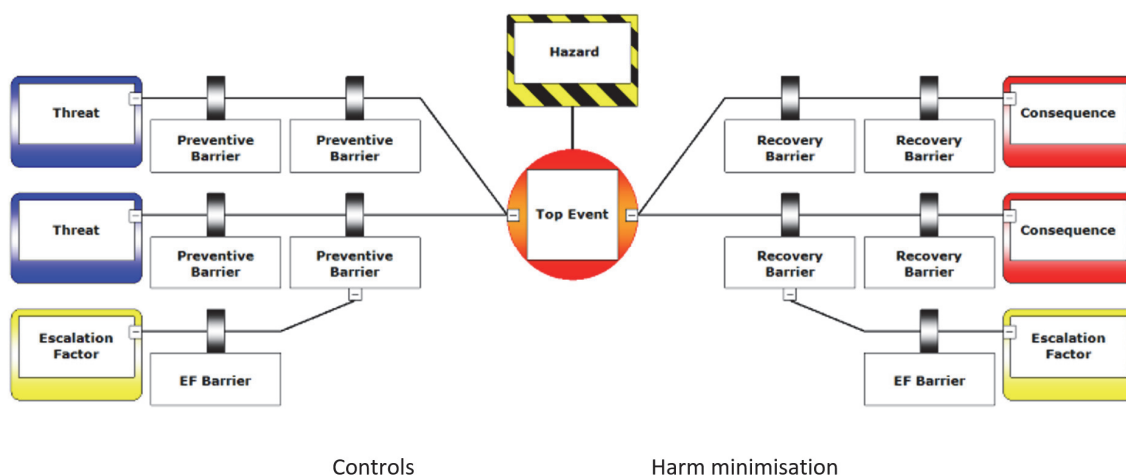 Hazard
Threat
Preventive
Barrier
Preventive
Barrier
Recovery
Barrier
Recovery
Barrier
Consequence
Top Event
Threat
Preventive
Barrier
Preventive
Barrier
Recovery
Barrier
Recovery
Barrier
Consequence
Escalation
Factor
EF Barrier
EF Barrier
Escalation
Factor
Controls
Harm minimisation